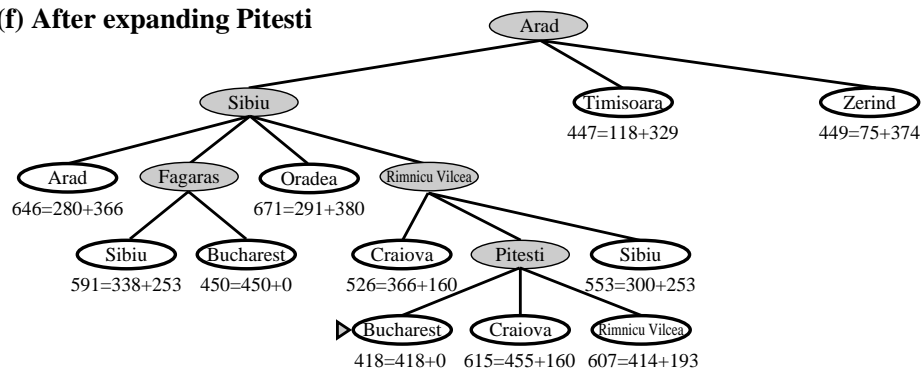 (f) After expanding Pitesti
Arad
Sibiu Timisoara Zerind
447=118+329 449=75+374
Arad Fagaras Oradea Rimnicu Vilcea
646=280+366 671=291+380
Sibiu Bucharest Craiova Pitesti Sibiu
591=338+253 450=450+0 526=366+160 553=300+253
Bucharest Craiova Rimnicu Vilcea
418=418+0 615=455+160 607=414+193